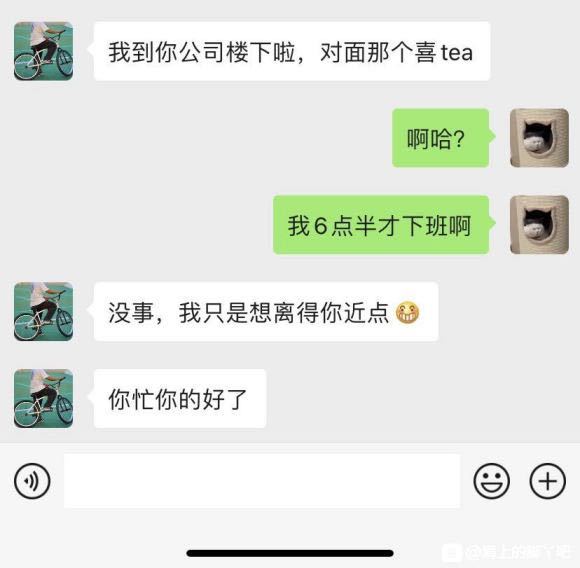 我到你公司楼下啦，对面那个喜tea
啊哈？
我6点半才下班啊
没事，我只是想离得你近点
你忙你的好了